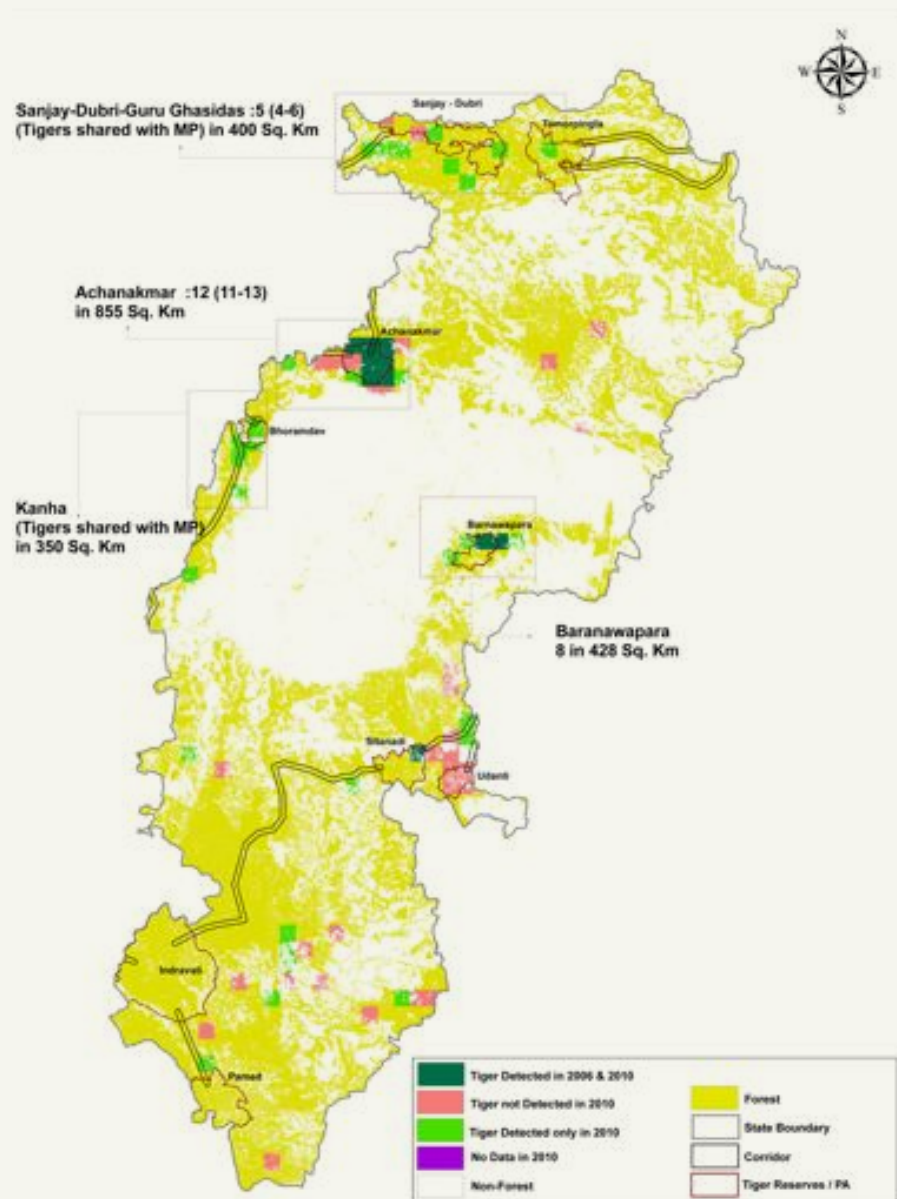 N
W
E
S
Sanjay-Dubri-Guru Ghasidas :5 (4-6)
(Tigers shared with MP) in 400 Sq. Km
Sanjay - Dubri
Tamorpingla
Achanakmar :12 (11-13)
in 855 Sq. Km
Achanakmar
Bhoramdav
Kanha
(Tigers shared with MP)
in 350 Sq. Km
Barnawapara
Baranawapara
8 in 428 Sq. Km
Sitanadi
Udanti
Indravati
Pamed
Tiger Detected in 2006 & 2010
Tiger not Detected in 2010
Tiger Detected only in 2010
No Data in 2010
Non-Forest
Forest
State Boundary
Corridor
Tiger Reserves / PA